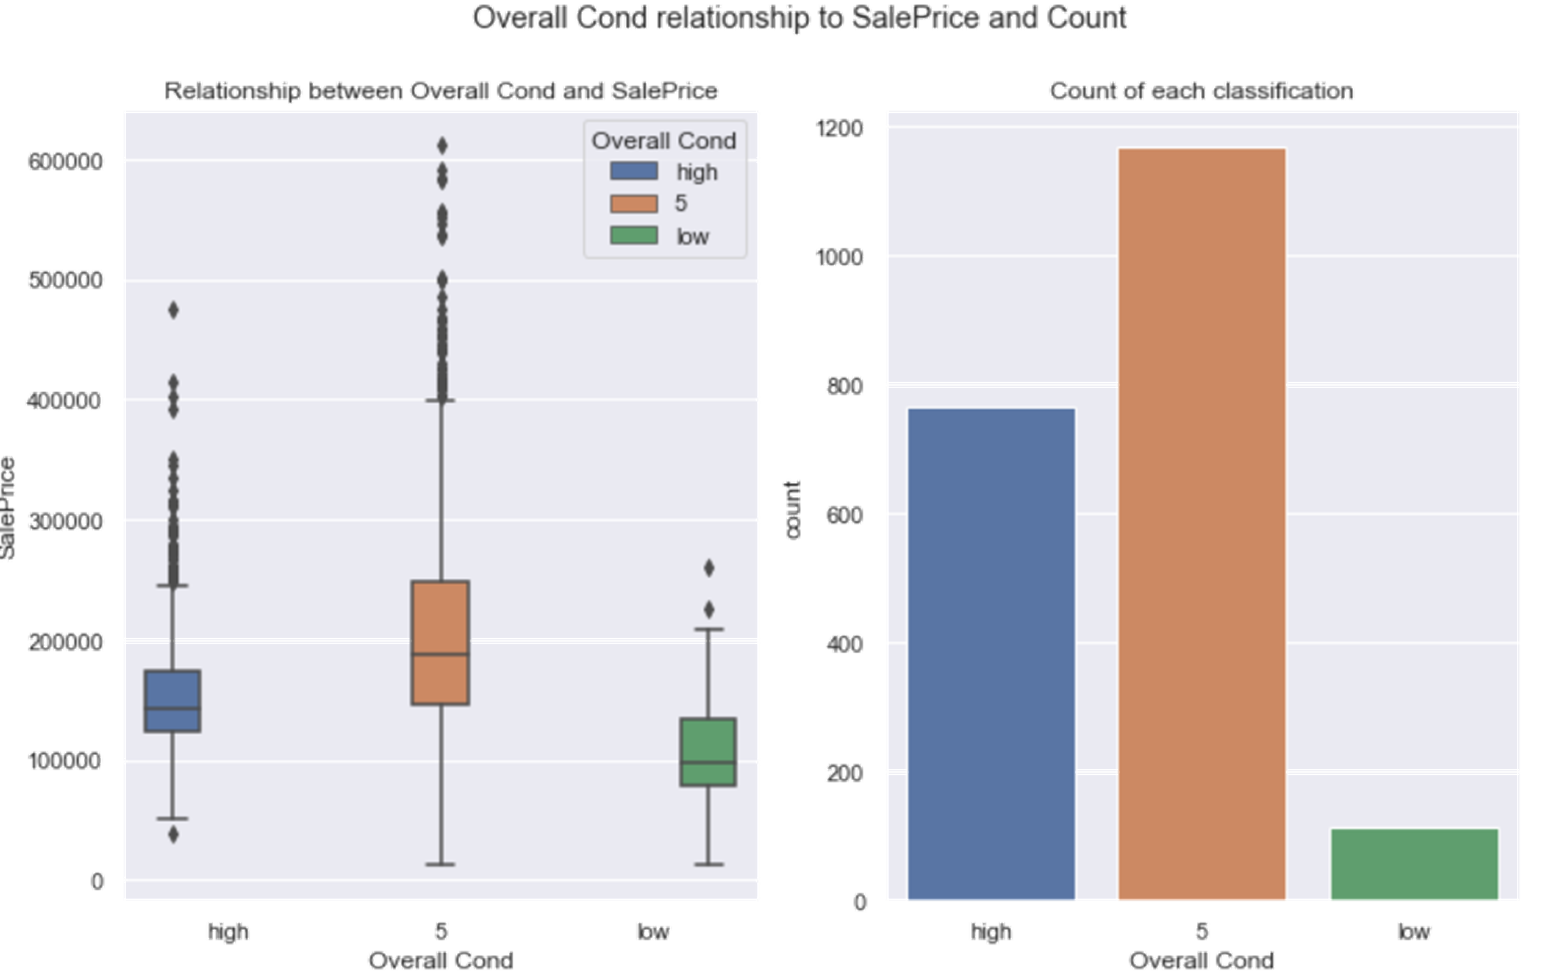 Overall Cond relationship to SalePrice and Count
Relationship between Overall Cond and SalePrice
Overall Cond
high
5
low
600000
500000
400000
300000
200000
100000
0
SalePrice
high
5
low
Overall Cond
Count of each classification
1200
1000
800
600
400
200
0
count
high
5
low
Overall Cond